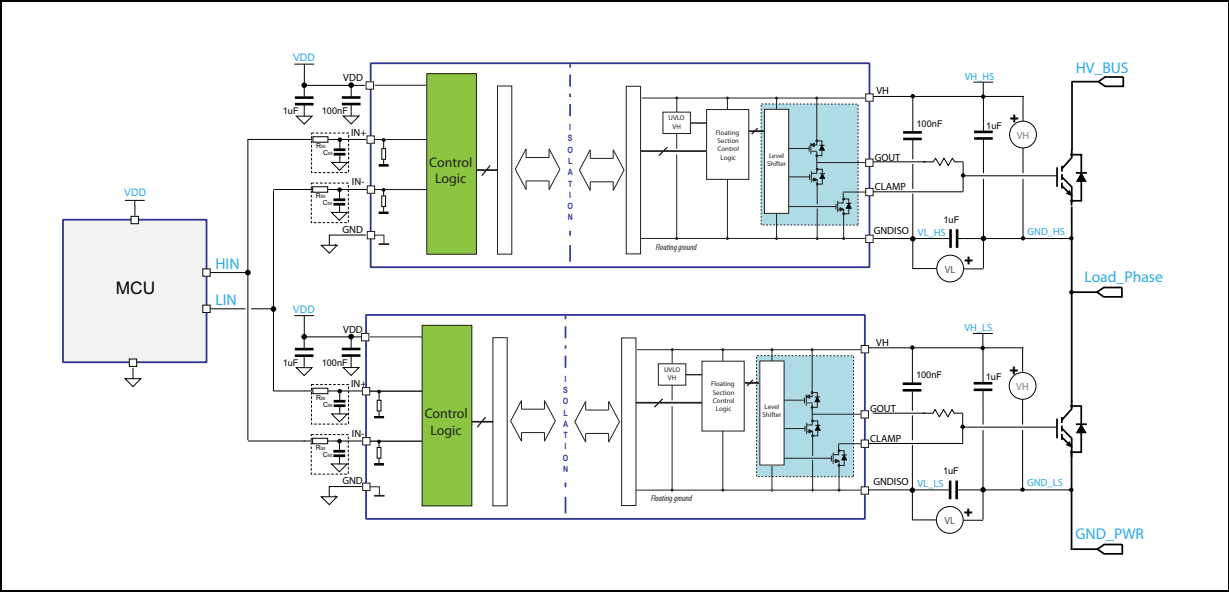 VDD
VDD
1uF
100nF
IN+
IN-
GND
Control
Logic
ISOLATION
UVLO
VH
Floating
Section
Control
Logic
Level
Shifter
Floating ground
VH
GOUT
CLAMP
GNDISO
VH_HS
100nF
1uF
VH
+
1uF
VL_HS
GND_HS
VL
+
HV_BUS
VDD
MCU
HIN
LIN
Load_Phase
VDD
VDD
1uF
100nF
IN+
IN-
GND
Control
Logic
ISOLATION
UVLO
VH
Floating
Section
Control
Logic
Level
Shifter
Floating ground
VH
GOUT
CLAMP
GNDISO
VH_LS
100nF
1uF
VH
+
1uF
VL_LS
GND_LS
VL
+
GND_PWR